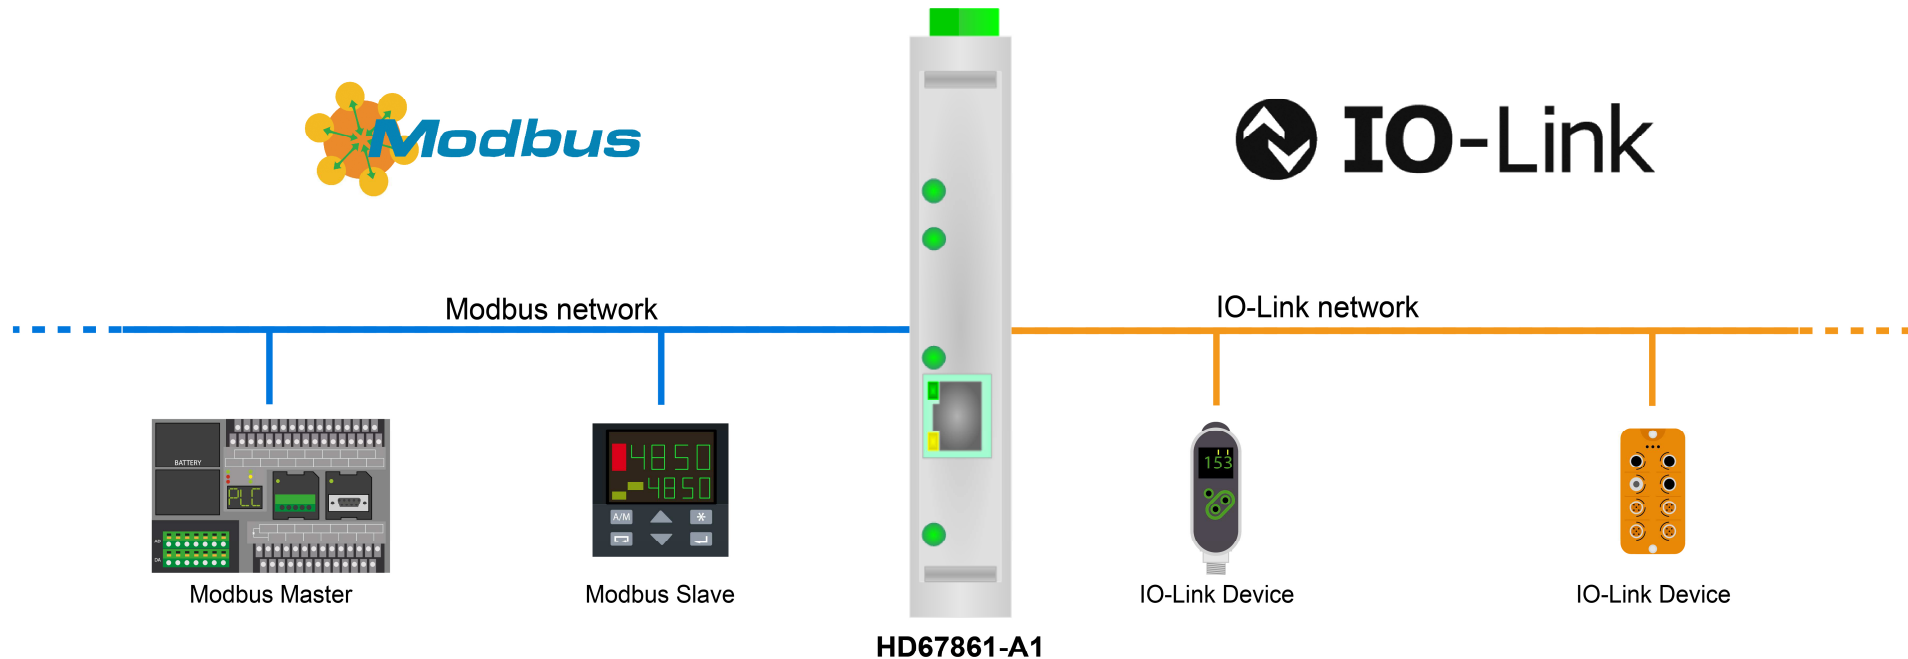 Modbus
IO-Link
Modbus network
IO-Link network
BATTERY
PLC
4850
4850
A/M
153
Modbus Master
Modbus Slave
IO-Link Device
IO-Link Device
HD67861-A1